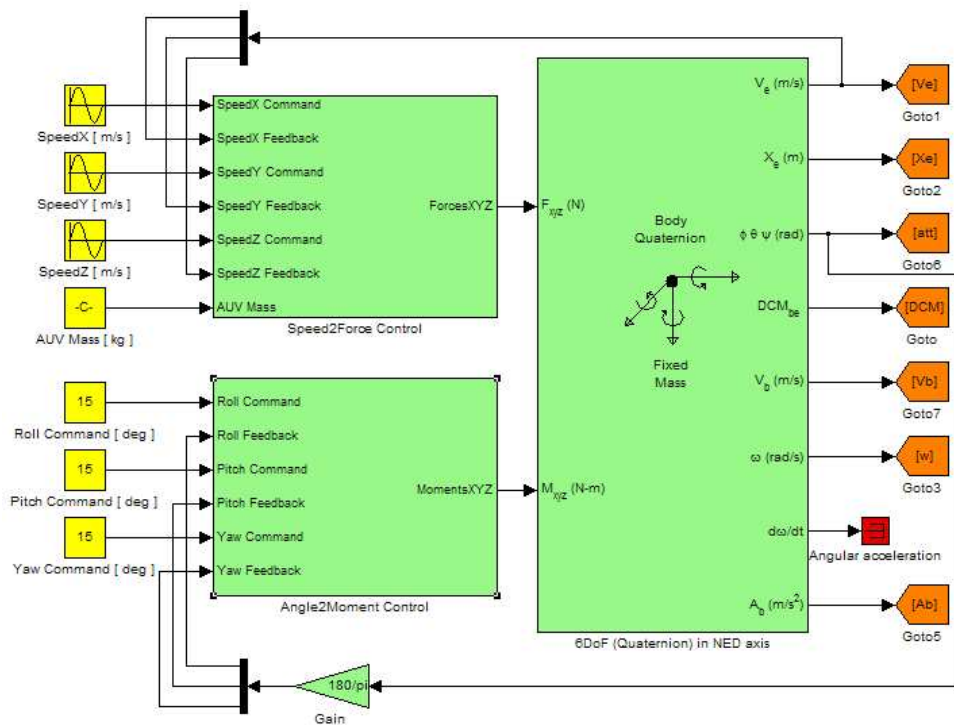 SpeedX [ m/s ]
SpeedY [ m/s ]
SpeedZ [ m/s ]
-C-
AUV Mass [ kg ]
SpeedX Command
SpeedX Feedback
SpeedY Command
SpeedY Feedback
SpeedZ Command
SpeedZ Feedback
AUV Mass
ForcesXYZ
Speed2Force Control
15
Roll Command [ deg ]
15
Pitch Command [ deg ]
15
Yaw Command [ deg ]
Roll Command
Roll Feedback
Pitch Command
Pitch Feedback
Yaw Command
Yaw Feedback
MomentsXYZ
Angle2Moment Control
180/pi
Gain
F_xyz (N)
M_xyz (N-m)
Body
Quaternion
Fixed
Mass
V_e (m/s)
X_e (m)
ϕ θ ψ (rad)
DCM_be
V_b (m/s)
ω (rad/s)
dω/dt
A_b (m/s²)
6DoF (Quaternion) in NED axis
[Ve]
Goto1
[Xe]
Goto2
[att]
Goto6
[DCM]
Goto
[Vb]
Goto7
[w]
Goto3
Angular acceleration
[Ab]
Goto5